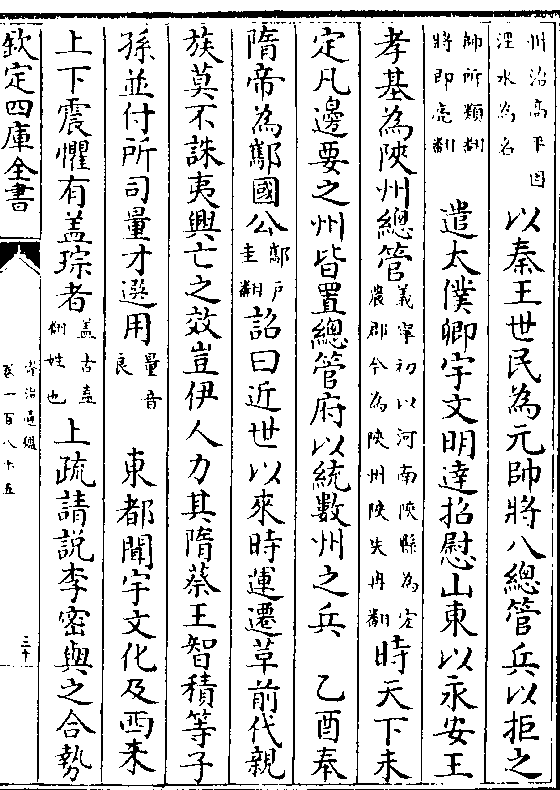 州治高平因
涇水為名
以秦王世民為元帥將八總管兵以拒之
帥所類翻
將即亮翻
遣太僕卿宇文明達招慰山東以永安王
孝基為陝州總管
義寧初以河南陝縣為宏
農郡今為陝州陝失冉翻
時天下未
定凡邊要之州皆置總管府以統數州之兵 乙酉奉
隋帝為酅國公
酅戸
圭翻
詔曰近世以來時運遷革前代親
族莫不誅夷興亡之效豈伊人力其隋蔡王智積等子
孫並付所司量才選用
量音
良
東都聞宇文化及西來
上下震懼有蓋琮者
蓋古盍
翻姓也
上疏請説李密與之合勢
欽定四庫全書
資治通鑑
卷一百八十五
三十